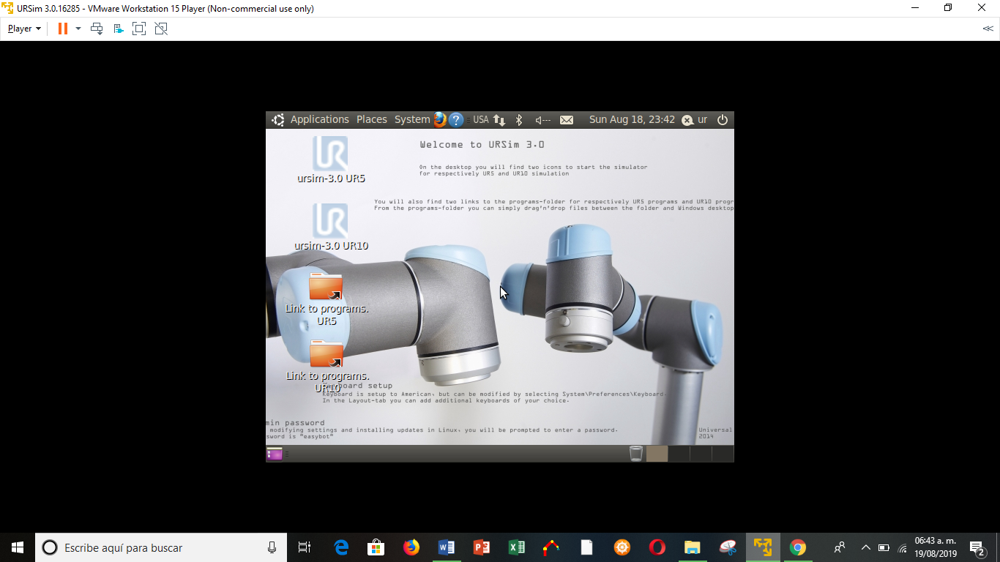 URSim 3.0.16285 - VMware Workstation 15 Player (Non-commercial use only)
Player
Applications Places System USA Sun Aug 18, 23:42 ur
UR
ursim-3.0 UR5
Welcome to URSim 3.0
On the desktop you will find two icons to start the simulator
for respectively UR5 and UR10 simulation
You will also find two links to the programs-folder for respectively UR5 programs and UR10 progr
From the programs-folder you can simply drag'n'drop files between the folder and Windows desktop
UR
ursim-3.0 UR10
Link to programs.
UR5
Link to programs.
UR10
board setup
Keyboard is setup to American, but can be modified by selecting System\Preferences\Keyboard.
In the Layout-tab you can add additional keyboards of your choice.
min password
modifying settings and installing updates in Linux, you will be prompted to enter a password.
sword is "easybot"
Universal
2014
Escribe aquí para buscar
06:43 a. m.
19/08/2019
2